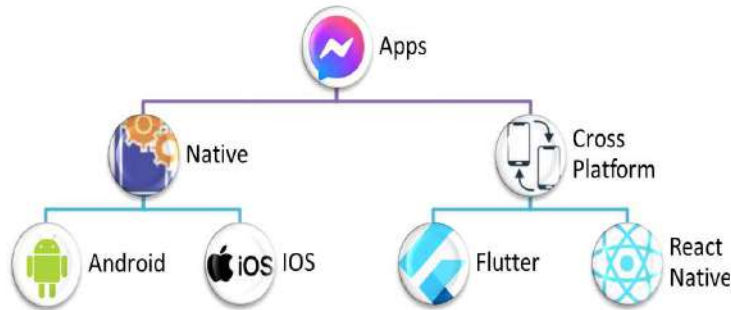 Apps
Native
Cross
Platform
Android
iOS
IOS
Flutter
React
Native